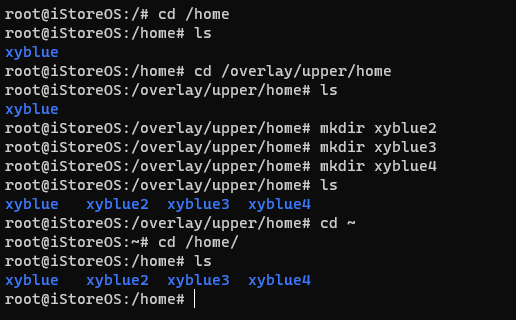 root@iStoreOS:/# cd /home
root@iStoreOS:/home# ls
xyblue
root@iStoreOS:/home# cd /overlay/upper/home
root@iStoreOS:/overlay/upper/home# ls
xyblue
root@iStoreOS:/overlay/upper/home# mkdir xyblue2
root@iStoreOS:/overlay/upper/home# mkdir xyblue3
root@iStoreOS:/overlay/upper/home# mkdir xyblue4
root@iStoreOS:/overlay/upper/home# ls
xyblue   xyblue2  xyblue3  xyblue4
root@iStoreOS:/overlay/upper/home# cd ~
root@iStoreOS:~# cd /home/
root@iStoreOS:/home# ls
xyblue   xyblue2  xyblue3  xyblue4
root@iStoreOS:/home#